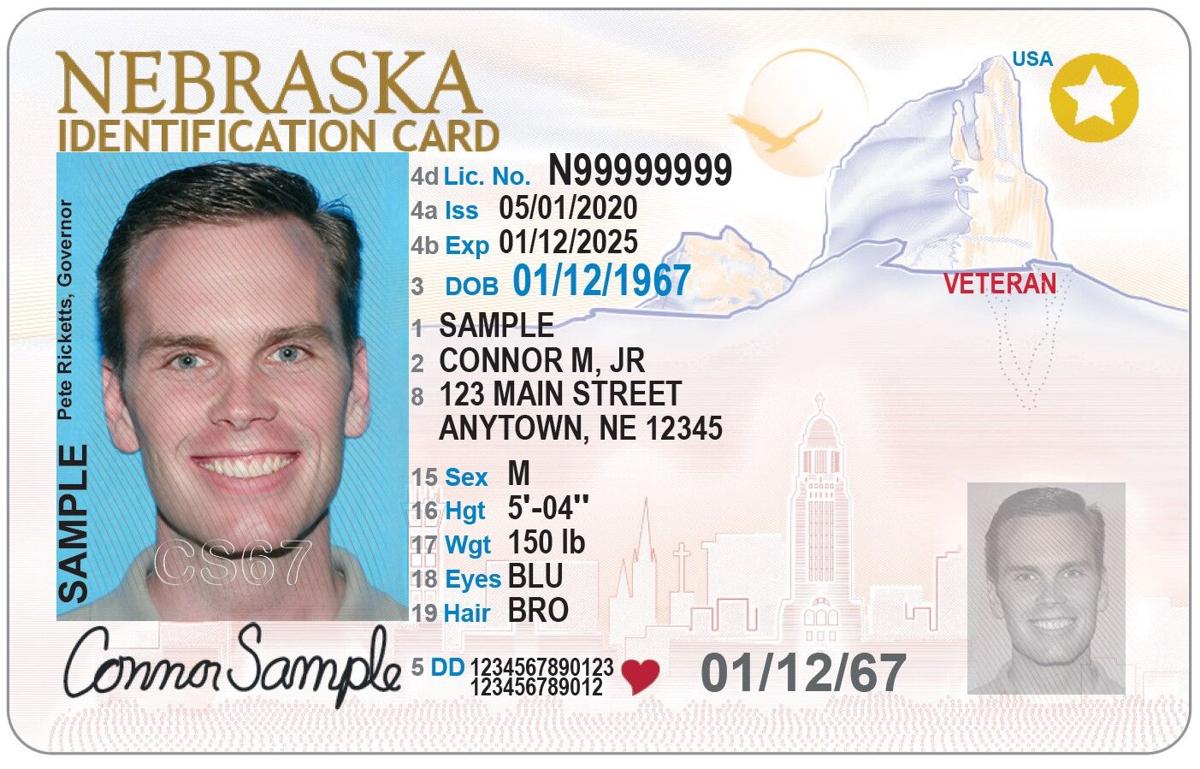 NEBRASKA
IDENTIFICATION CARD
USA
4d Lic. No. N99999999
4a Iss 05/01/2020
4b Exp 01/12/2025
3 DOB 01/12/1967
VETERAN
1 SAMPLE
2 CONNOR M, JR
8 123 MAIN STREET
ANYTOWN, NE 12345
15 Sex M
16 Hgt 5'-04"
17 Wgt 150 lb
18 Eyes BLU
19 Hair BRO
5 DD 1234567890123
123456789012
01/12/67
SAMPLE Pete Ricketts, Governor
CS67
Connor Sample